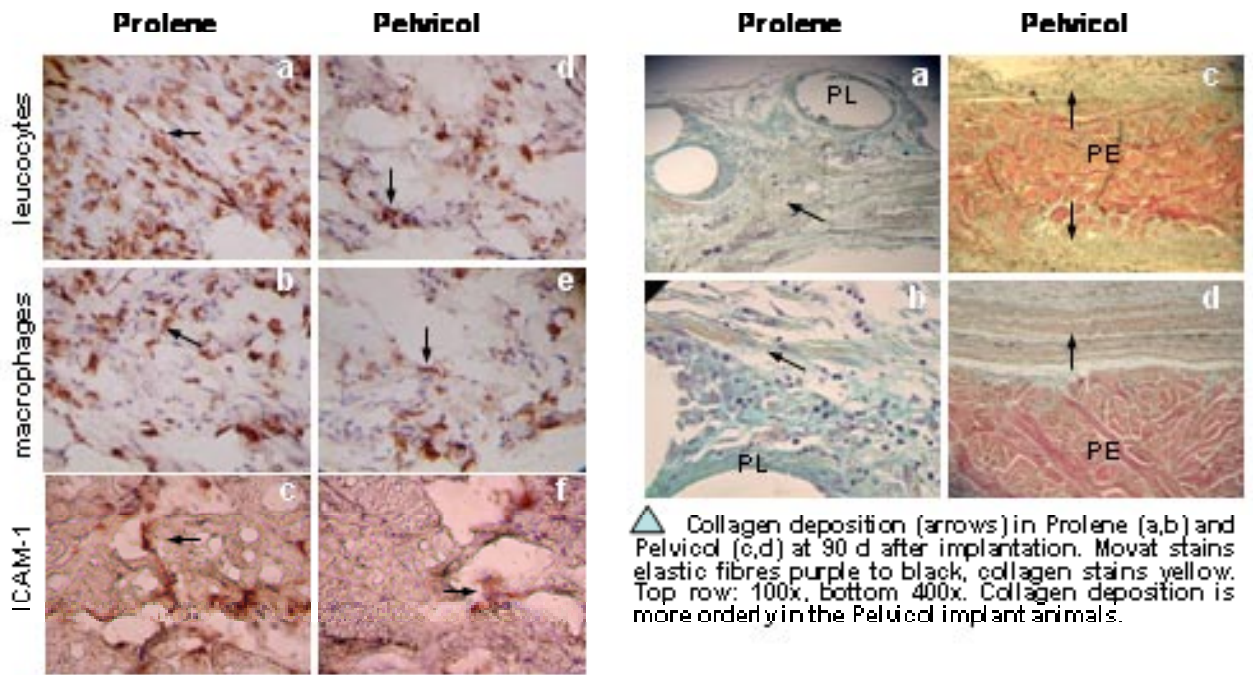 Prolene
Pelvicol
Prolene
Pelvicol
leucocytes
a
d
macrophages
b
e
ICAM-1
c
f
a
PL
c
PE
b
PL
d
PE
Collagen deposition (arrows) in Prolene (a,b) and
Pelvicol (c,d) at 90 d after implantation. Movat stains
elastic fibres purple to black, collagen stains yellow.
Top row: 100x, bottom 400x. Collagen deposition is
more orderly in the Pelvicol implant animals.